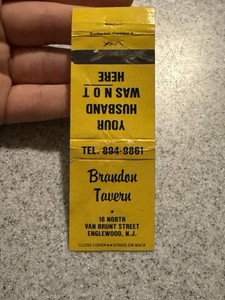 YOUR
HUSBAND
WAS NOT
HERE
TEL. 894-9861
Brandon
Tavern
18 NORTH
VAN BRUNT STREET
ENGLEWOOD, N.J.
CLOSE COVER ★★ STRIKE ON BACK